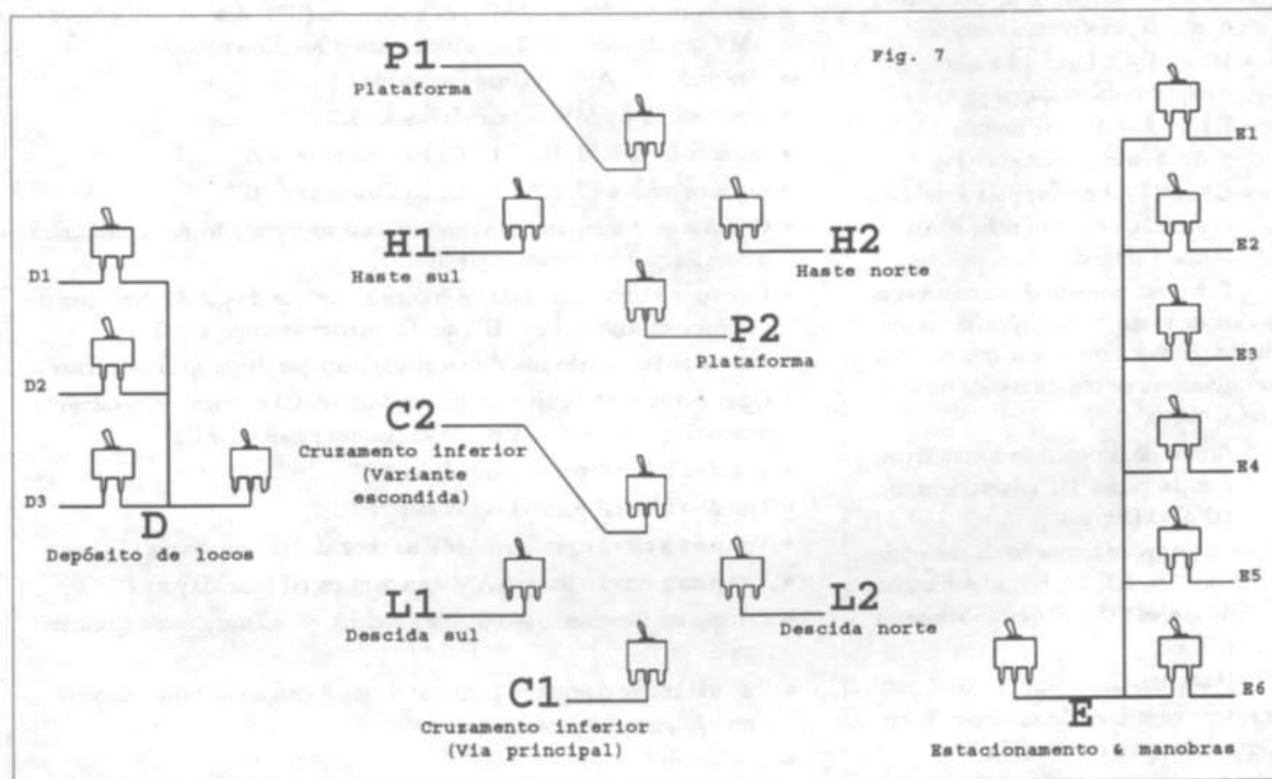 Fig. 7
P1
Plataforma
H1
Haste sul
H2
Haste norte
P2
Plataforma
D1
D2
D3
D
Depósito de locos
C2
Cruzamento inferior
(Variante
escondida)
L1
Descida sul
L2
Descida norte
C1
Cruzamento inferior
(Via principal)
E1
E2
E3
E4
E5
E6
E
Estacionamento & manobras